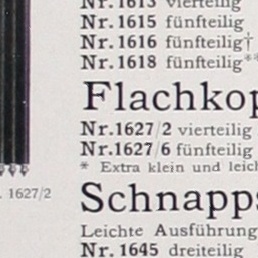 Nr. 1613 vierteilig
Nr. 1615 fünfteilig
Nr. 1616 fünfteilig†
Nr. 1618 fünfteilig**
Flachkop
Nr. 1627/2 vierteilig
Nr. 1627/6 fünfteilig
* Extra klein und leich
. 1627/2
Schnapps
Leichte Ausführung
Nr. 1645 dreiteilig